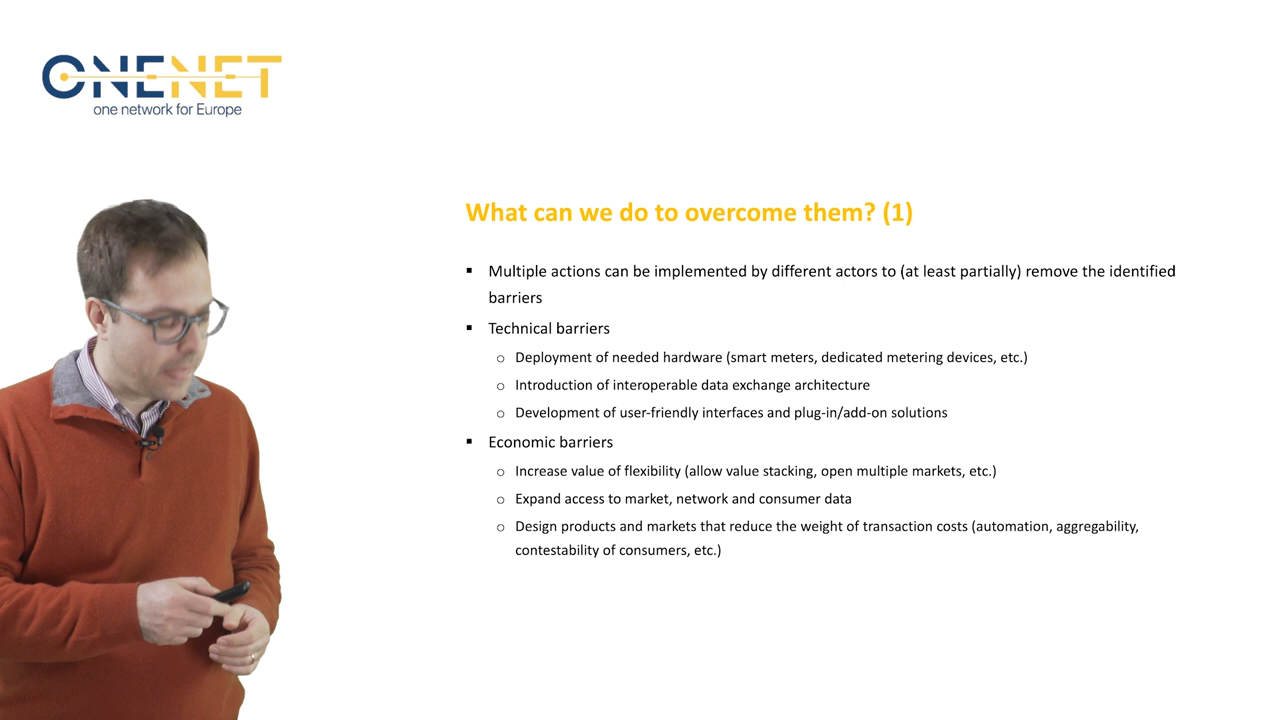 ONENET
one network for Europe
What can we do to overcome them? (1)
▪ Multiple actions can be implemented by different actors to (at least partially) remove the identified
barriers
▪ Technical barriers
o Deployment of needed hardware (smart meters, dedicated metering devices, etc.)
o Introduction of interoperable data exchange architecture
o Development of user-friendly interfaces and plug-in/add-on solutions
▪ Economic barriers
o Increase value of flexibility (allow value stacking, open multiple markets, etc.)
o Expand access to market, network and consumer data
o Design products and markets that reduce the weight of transaction costs (automation, aggregability,
contestability of consumers, etc.)